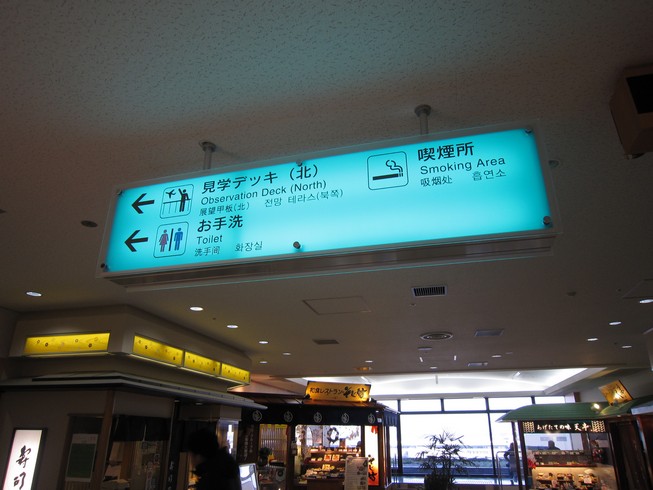 見学デッキ（北）
Observation Deck (North)
展望甲板(北) 전망 테라스(북쪽)
お手洗
Toilet
洗手间 화장실
喫煙所
Smoking Area
吸烟处 흡연소
寿司